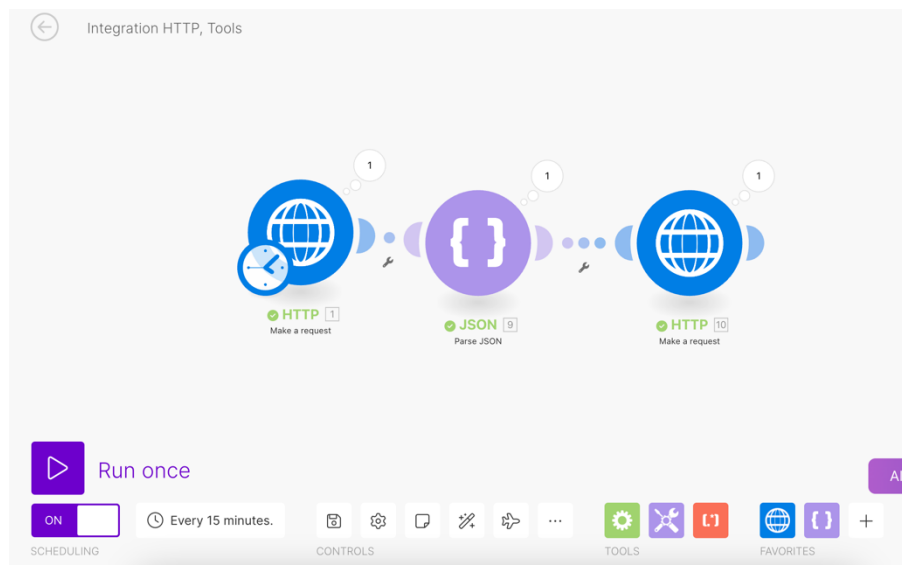 Integration HTTP, Tools
1
1
1
HTTP 1
Make a request
JSON 9
Parse JSON
HTTP 10
Make a request
Run once
ON
Every 15 minutes.
SCHEDULING
CONTROLS
TOOLS
FAVORITES